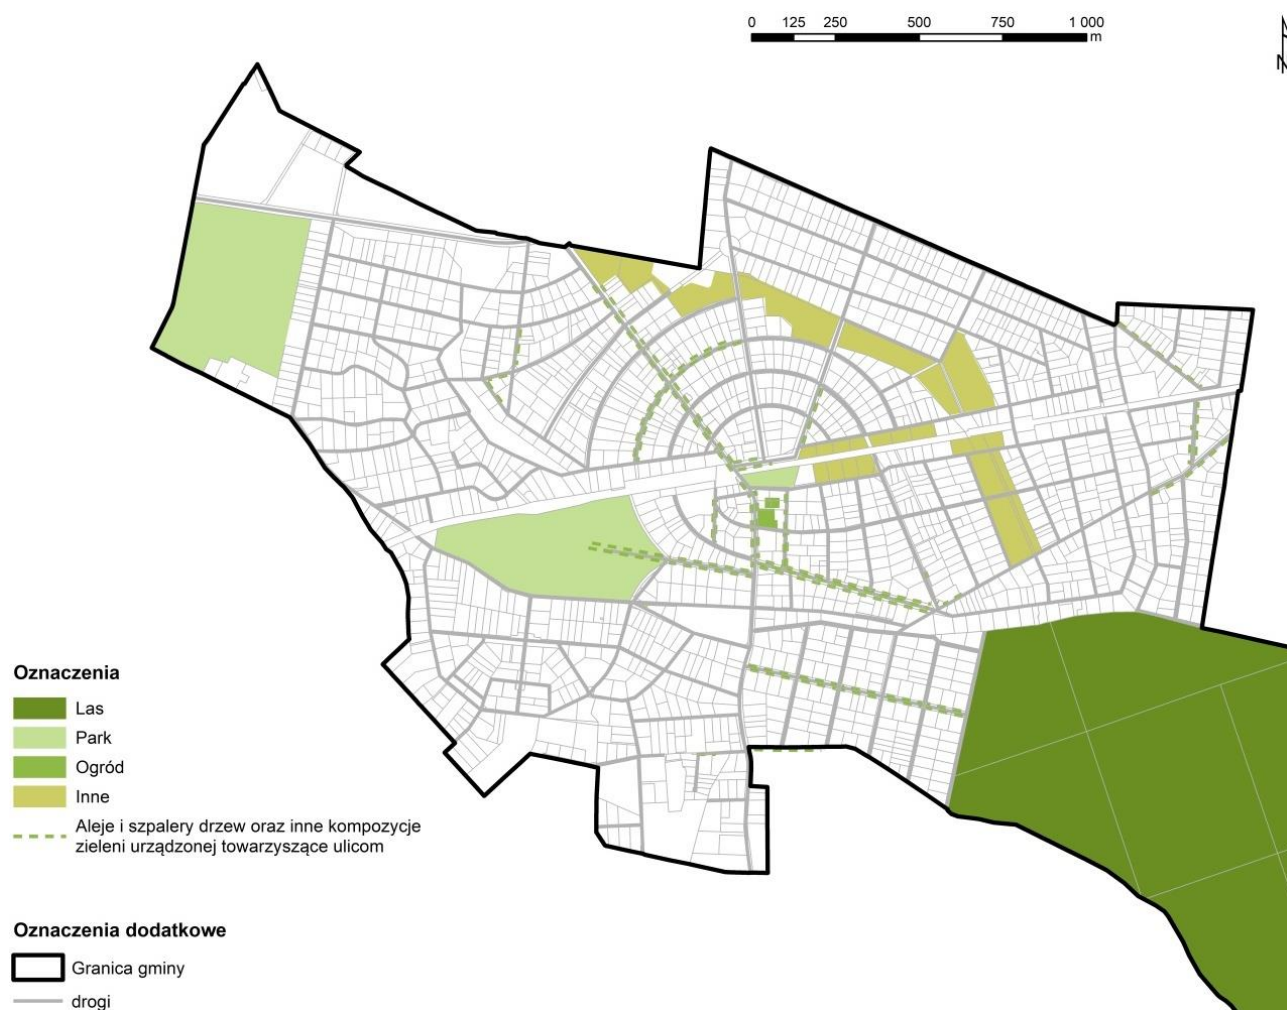 0 125 250 500 750 1 000
m
N
Oznaczenia
Las
Park
Ogród
Inne
Aleje i szpalery drzew oraz inne kompozycje
zieleni urządzonej towarzyszące ulicom
Oznaczenia dodatkowe
Granica gminy
drogi